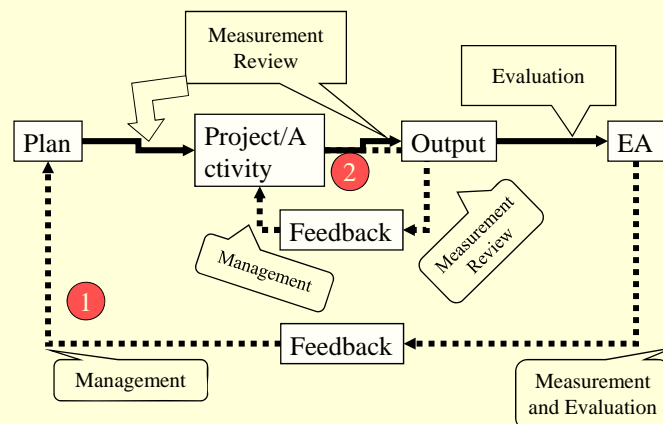 Measurement
Review
Evaluation
Plan
Project/A
ctivity
Output
EA
2
Feedback
Management
Measurement
Review
1
Feedback
Management
Measurement
and Evaluation